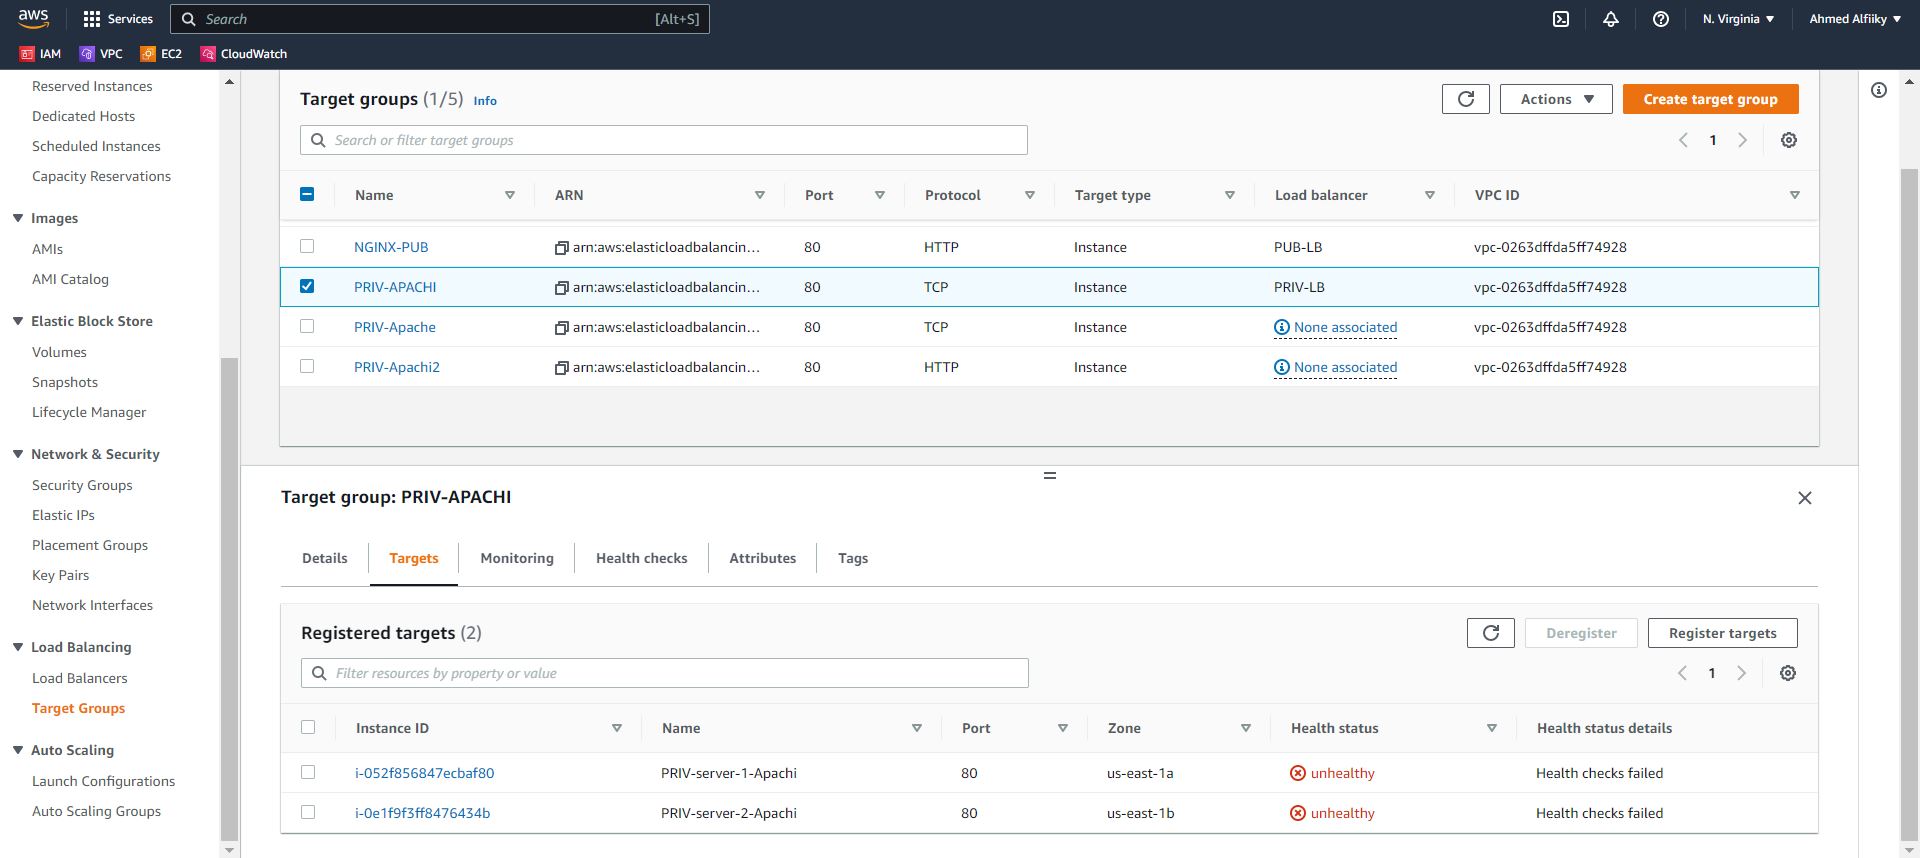 aws
Services
Search
[Alt+S]
N. Virginia
Ahmed Alfiiky
IAM
VPC
EC2
CloudWatch
Reserved Instances
Dedicated Hosts
Scheduled Instances
Capacity Reservations
Images
AMIs
AMI Catalog
Elastic Block Store
Volumes
Snapshots
Lifecycle Manager
Network & Security
Security Groups
Elastic IPs
Placement Groups
Key Pairs
Network Interfaces
Load Balancing
Load Balancers
Target Groups
Auto Scaling
Launch Configurations
Auto Scaling Groups
Target groups (1/5) Info
Actions
Create target group
Search or filter target groups
1
Name ARN Port Protocol Target type Load balancer VPC ID
NGINX-PUB arn:aws:elasticloadbalancin... 80 HTTP Instance PUB-LB vpc-0263dffda5ff74928
PRIV-APACHI arn:aws:elasticloadbalancin... 80 TCP Instance PRIV-LB vpc-0263dffda5ff74928
PRIV-Apache arn:aws:elasticloadbalancin... 80 TCP Instance None associated vpc-0263dffda5ff74928
PRIV-Apachi2 arn:aws:elasticloadbalancin... 80 HTTP Instance None associated vpc-0263dffda5ff74928
Target group: PRIV-APACHI
Details Targets Monitoring Health checks Attributes Tags
Registered targets (2)
Deregister
Register targets
Filter resources by property or value
1
Instance ID Name Port Zone Health status Health status details
i-052f856847ecbaf80 PRIV-server-1-Apachi 80 us-east-1a unhealthy Health checks failed
i-0e1f9f3ff8476434b PRIV-server-2-Apachi 80 us-east-1b unhealthy Health checks failed